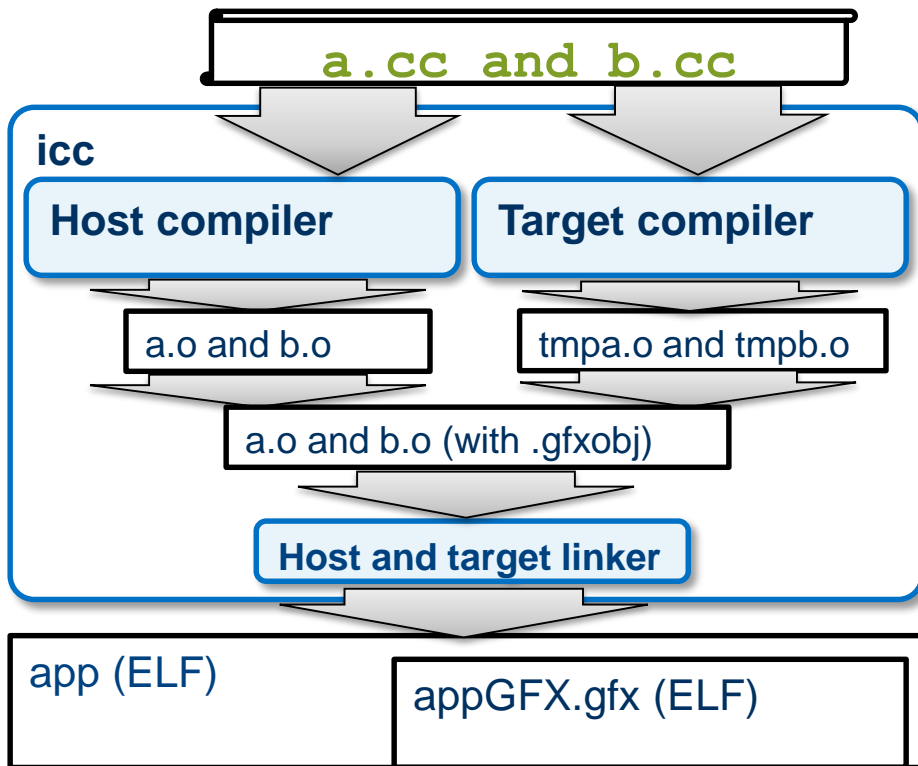 a.cc and b.cc
icc
Host compiler
Target compiler
a.o and b.o
tmpa.o and tmpb.o
a.o and b.o (with .gfxobj)
Host and target linker
app (ELF)
appGFX.gfx (ELF)